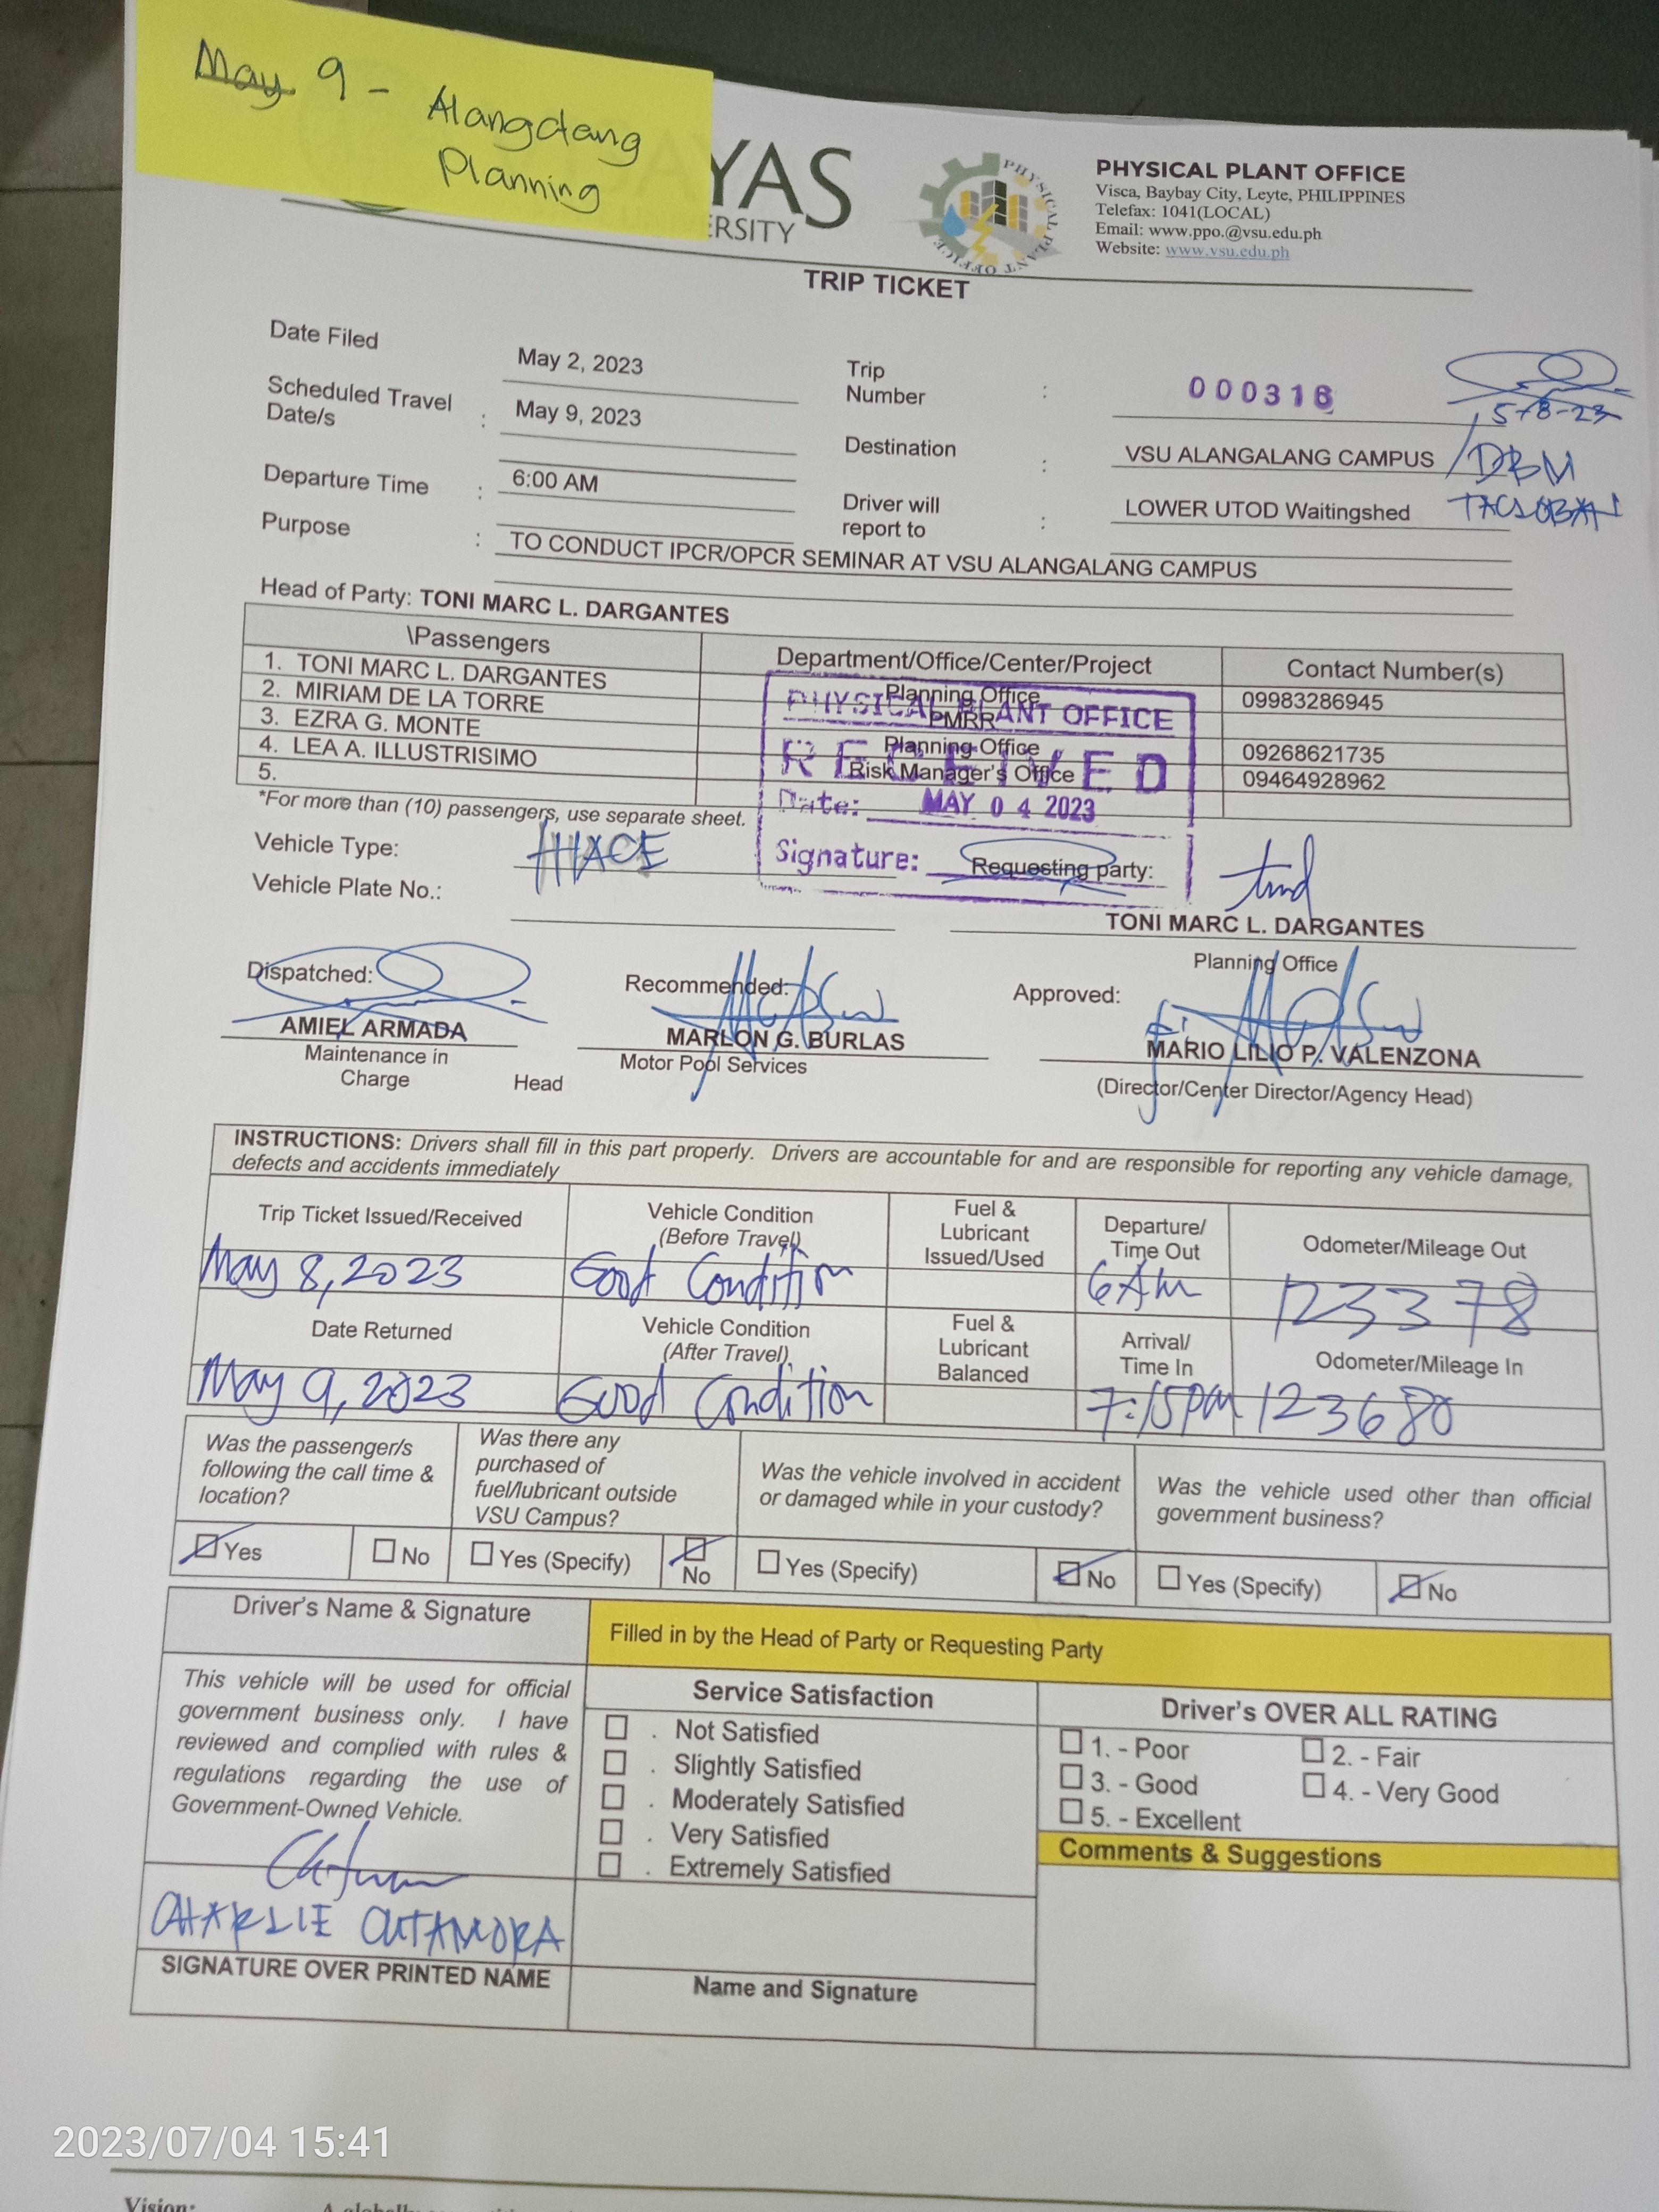 May 9 - Alangdang
Planning
YAS
ERSITY
PHYSICAL PLANT OFFICE
PHYSICAL PLANT OFFICE
Visca, Baybay City, Leyte, PHILIPPINES
Telefax: 1041(LOCAL)
Email: www.ppo.@vsu.edu.ph
Website: www.vsu.edu.ph
TRIP TICKET
Date Filed
May 2, 2023
Trip Number : 000316
5-8-23
Scheduled Travel Date/s : May 9, 2023
Destination : VSU ALANGALANG CAMPUS /DBM
TACLOBAN
Departure Time : 6:00 AM
Driver will report to : LOWER UTOD Waitingshed
Purpose : TO CONDUCT IPCR/OPCR SEMINAR AT VSU ALANGALANG CAMPUS
Head of Party: TONI MARC L. DARGANTES
\Passengers Department/Office/Center/Project Contact Number(s)
1. TONI MARC L. DARGANTES Planning Office 09983286945
2. MIRIAM DE LA TORRE PMRR
3. EZRA G. MONTE Planning Office 09268621735
4. LEA A. ILLUSTRISIMO Risk Manager's Office 09464928962
5.
PHYSICAL PLANT OFFICE
RECEIVED
Date: MAY 04 2023
Signature:
*For more than (10) passengers, use separate sheet.
Vehicle Type: HIACE
Requesting party:
Vehicle Plate No.:
TONI MARC L. DARGANTES
Planning Office
Dispatched: Recommended: Approved:
AMIEL ARMADA MARLON G. BURLAS MARIO LILIO P. VALENZONA
Maintenance in Charge Head Motor Pool Services (Director/Center Director/Agency Head)
INSTRUCTIONS: Drivers shall fill in this part properly. Drivers are accountable for and are responsible for reporting any vehicle damage,
defects and accidents immediately
Trip Ticket Issued/Received Vehicle Condition (Before Travel) Fuel & Lubricant Issued/Used Departure/ Time Out Odometer/Mileage Out
May 8, 2023 Good Condition 6 Am 123378
Date Returned Vehicle Condition (After Travel) Fuel & Lubricant Balanced Arrival/ Time In Odometer/Mileage In
May 9, 2023 Good Condition 7:15pm 123680
Was the passenger/s following the call time & location?
Was there any purchased of fuel/lubricant outside VSU Campus?
Was the vehicle involved in accident or damaged while in your custody?
Was the vehicle used other than official government business?
Yes No Yes (Specify) No Yes (Specify) No Yes (Specify) No
Driver's Name & Signature
Filled in by the Head of Party or Requesting Party
This vehicle will be used for official
government business only. I have
reviewed and complied with rules &
regulations regarding the use of
Government-Owned Vehicle.
CHARLIE CUTAMORA
SIGNATURE OVER PRINTED NAME
Service Satisfaction
. Not Satisfied
. Slightly Satisfied
. Moderately Satisfied
. Very Satisfied
. Extremely Satisfied
Name and Signature
Driver's OVER ALL RATING
1. - Poor 2. - Fair
3. - Good 4. - Very Good
5. - Excellent
Comments & Suggestions
2023/07/04 15:41
Vision: